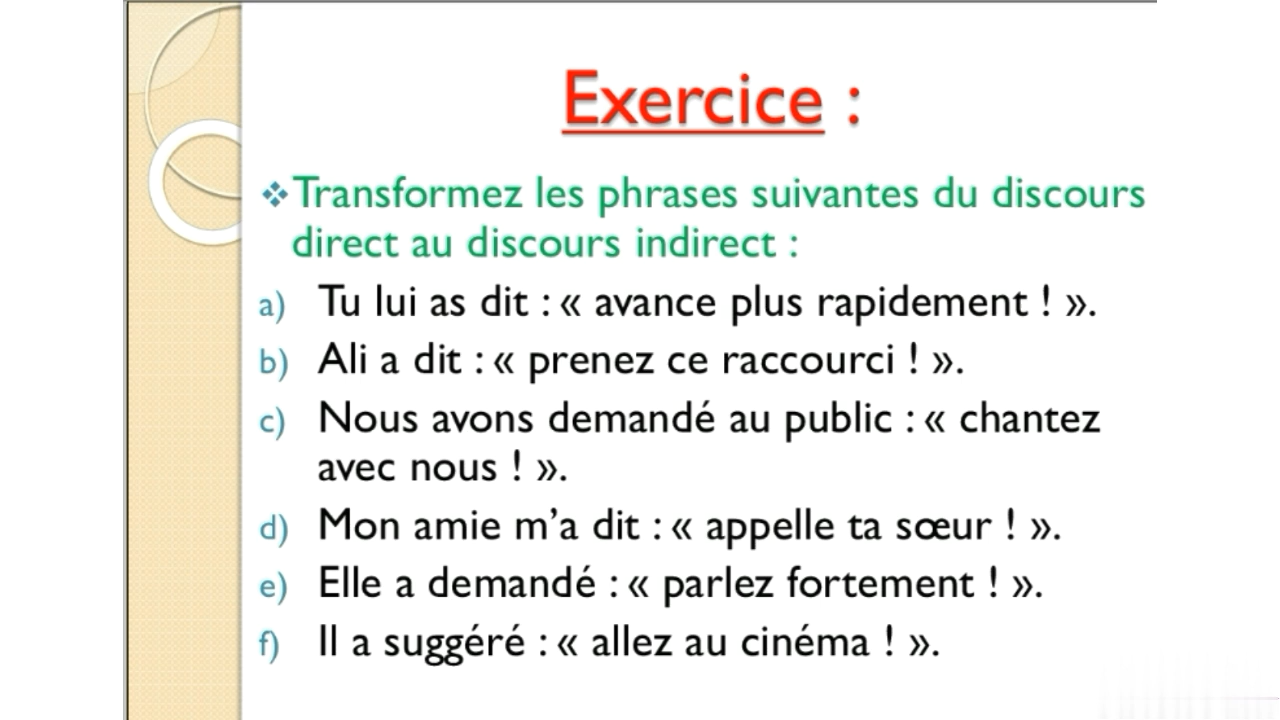 Exercice :
❖Transformez les phrases suivantes du discours
direct au discours indirect :
a) Tu lui as dit : « avance plus rapidement ! ».
b) Ali a dit : « prenez ce raccourci ! ».
c) Nous avons demandé au public : « chantez
avec nous ! ».
d) Mon amie m’a dit : « appelle ta sœur ! ».
e) Elle a demandé : « parlez fortement ! ».
f) Il a suggéré : « allez au cinéma ! ».